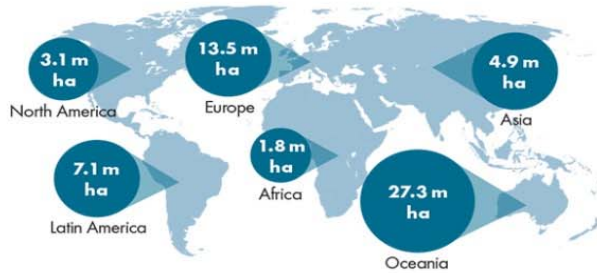 3.1 m
ha
North America
13.5 m
ha
Europe
4.9 m
ha
Asia
7.1 m
ha
Latin America
1.8 m
ha
Africa
27.3 m
ha
Oceania